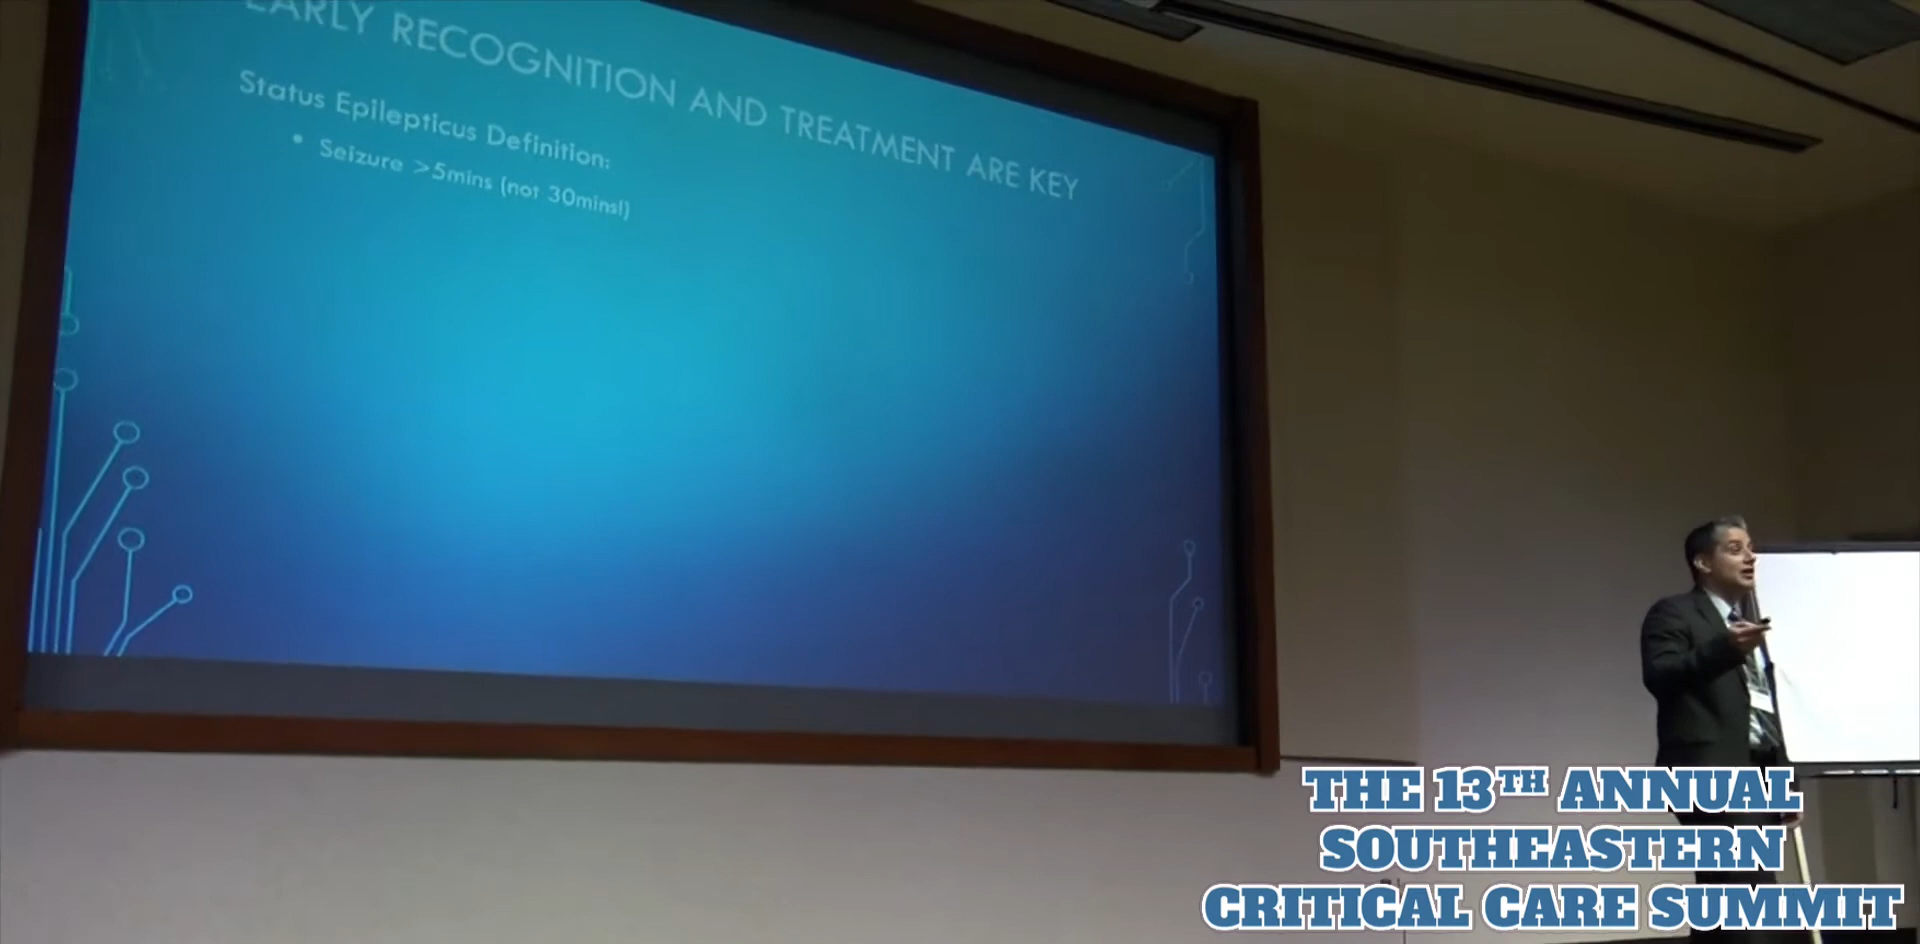 EARLY RECOGNITION AND TREATMENT ARE KEY
Status Epilepticus Definition:
• Seizure >5mins (not 30mins!)
THE 13TH ANNUAL
SOUTHEASTERN
CRITICAL CARE SUMMIT